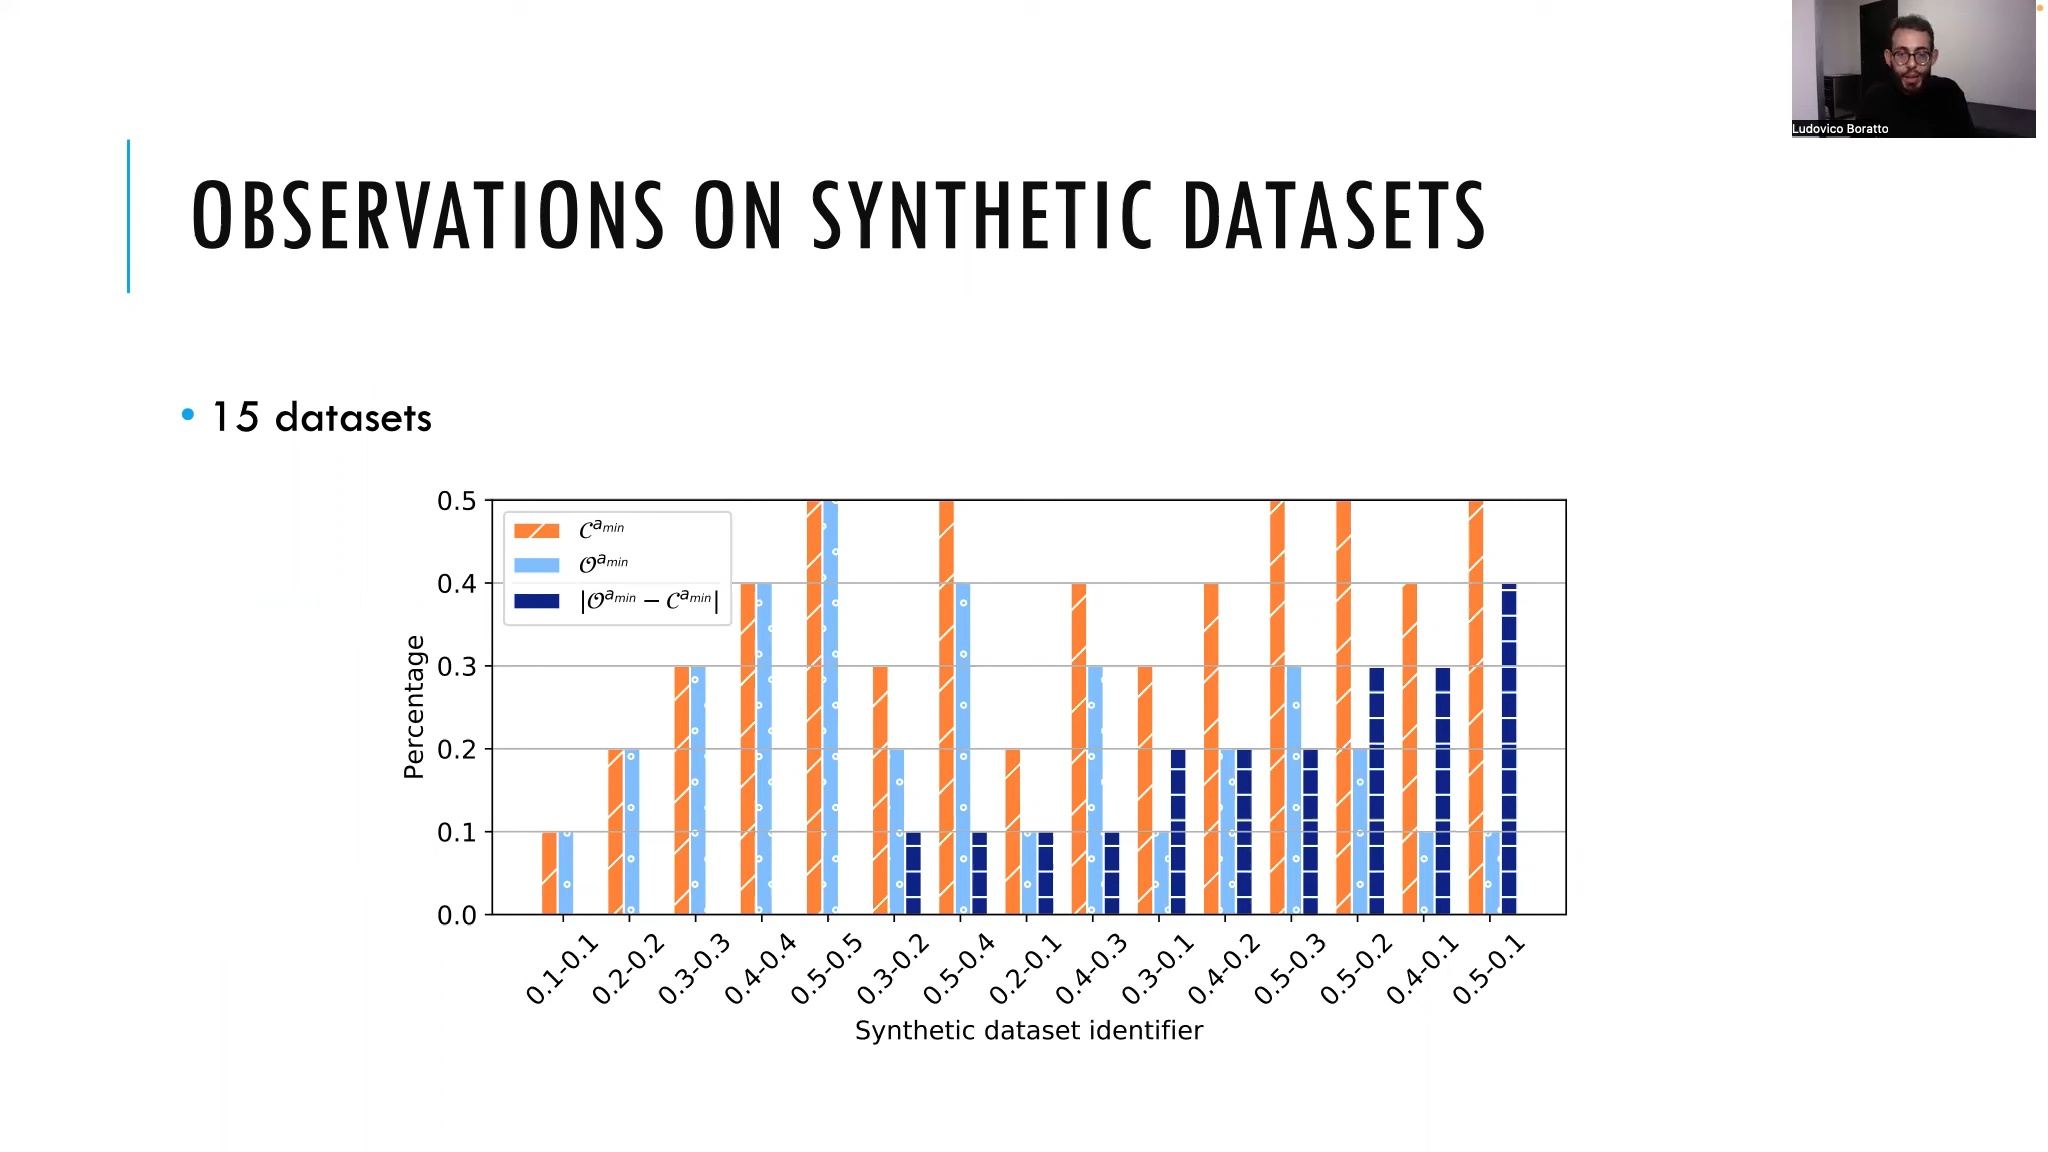 Ludovico Boratto
OBSERVATIONS ON SYNTHETIC DATASETS
• 15 datasets
0.5
0.4
0.3
0.2
0.1
0.0
Percentage
𝒞^{a_{min}}
𝒪^{a_{min}}
|𝒪^{a_{min}} − 𝒞^{a_{min}}|
0.1-0.1 0.2-0.2 0.3-0.3 0.4-0.4 0.5-0.5 0.3-0.2 0.5-0.4 0.2-0.1 0.4-0.3 0.3-0.1 0.4-0.2 0.5-0.3 0.5-0.2 0.4-0.1 0.5-0.1
Synthetic dataset identifier